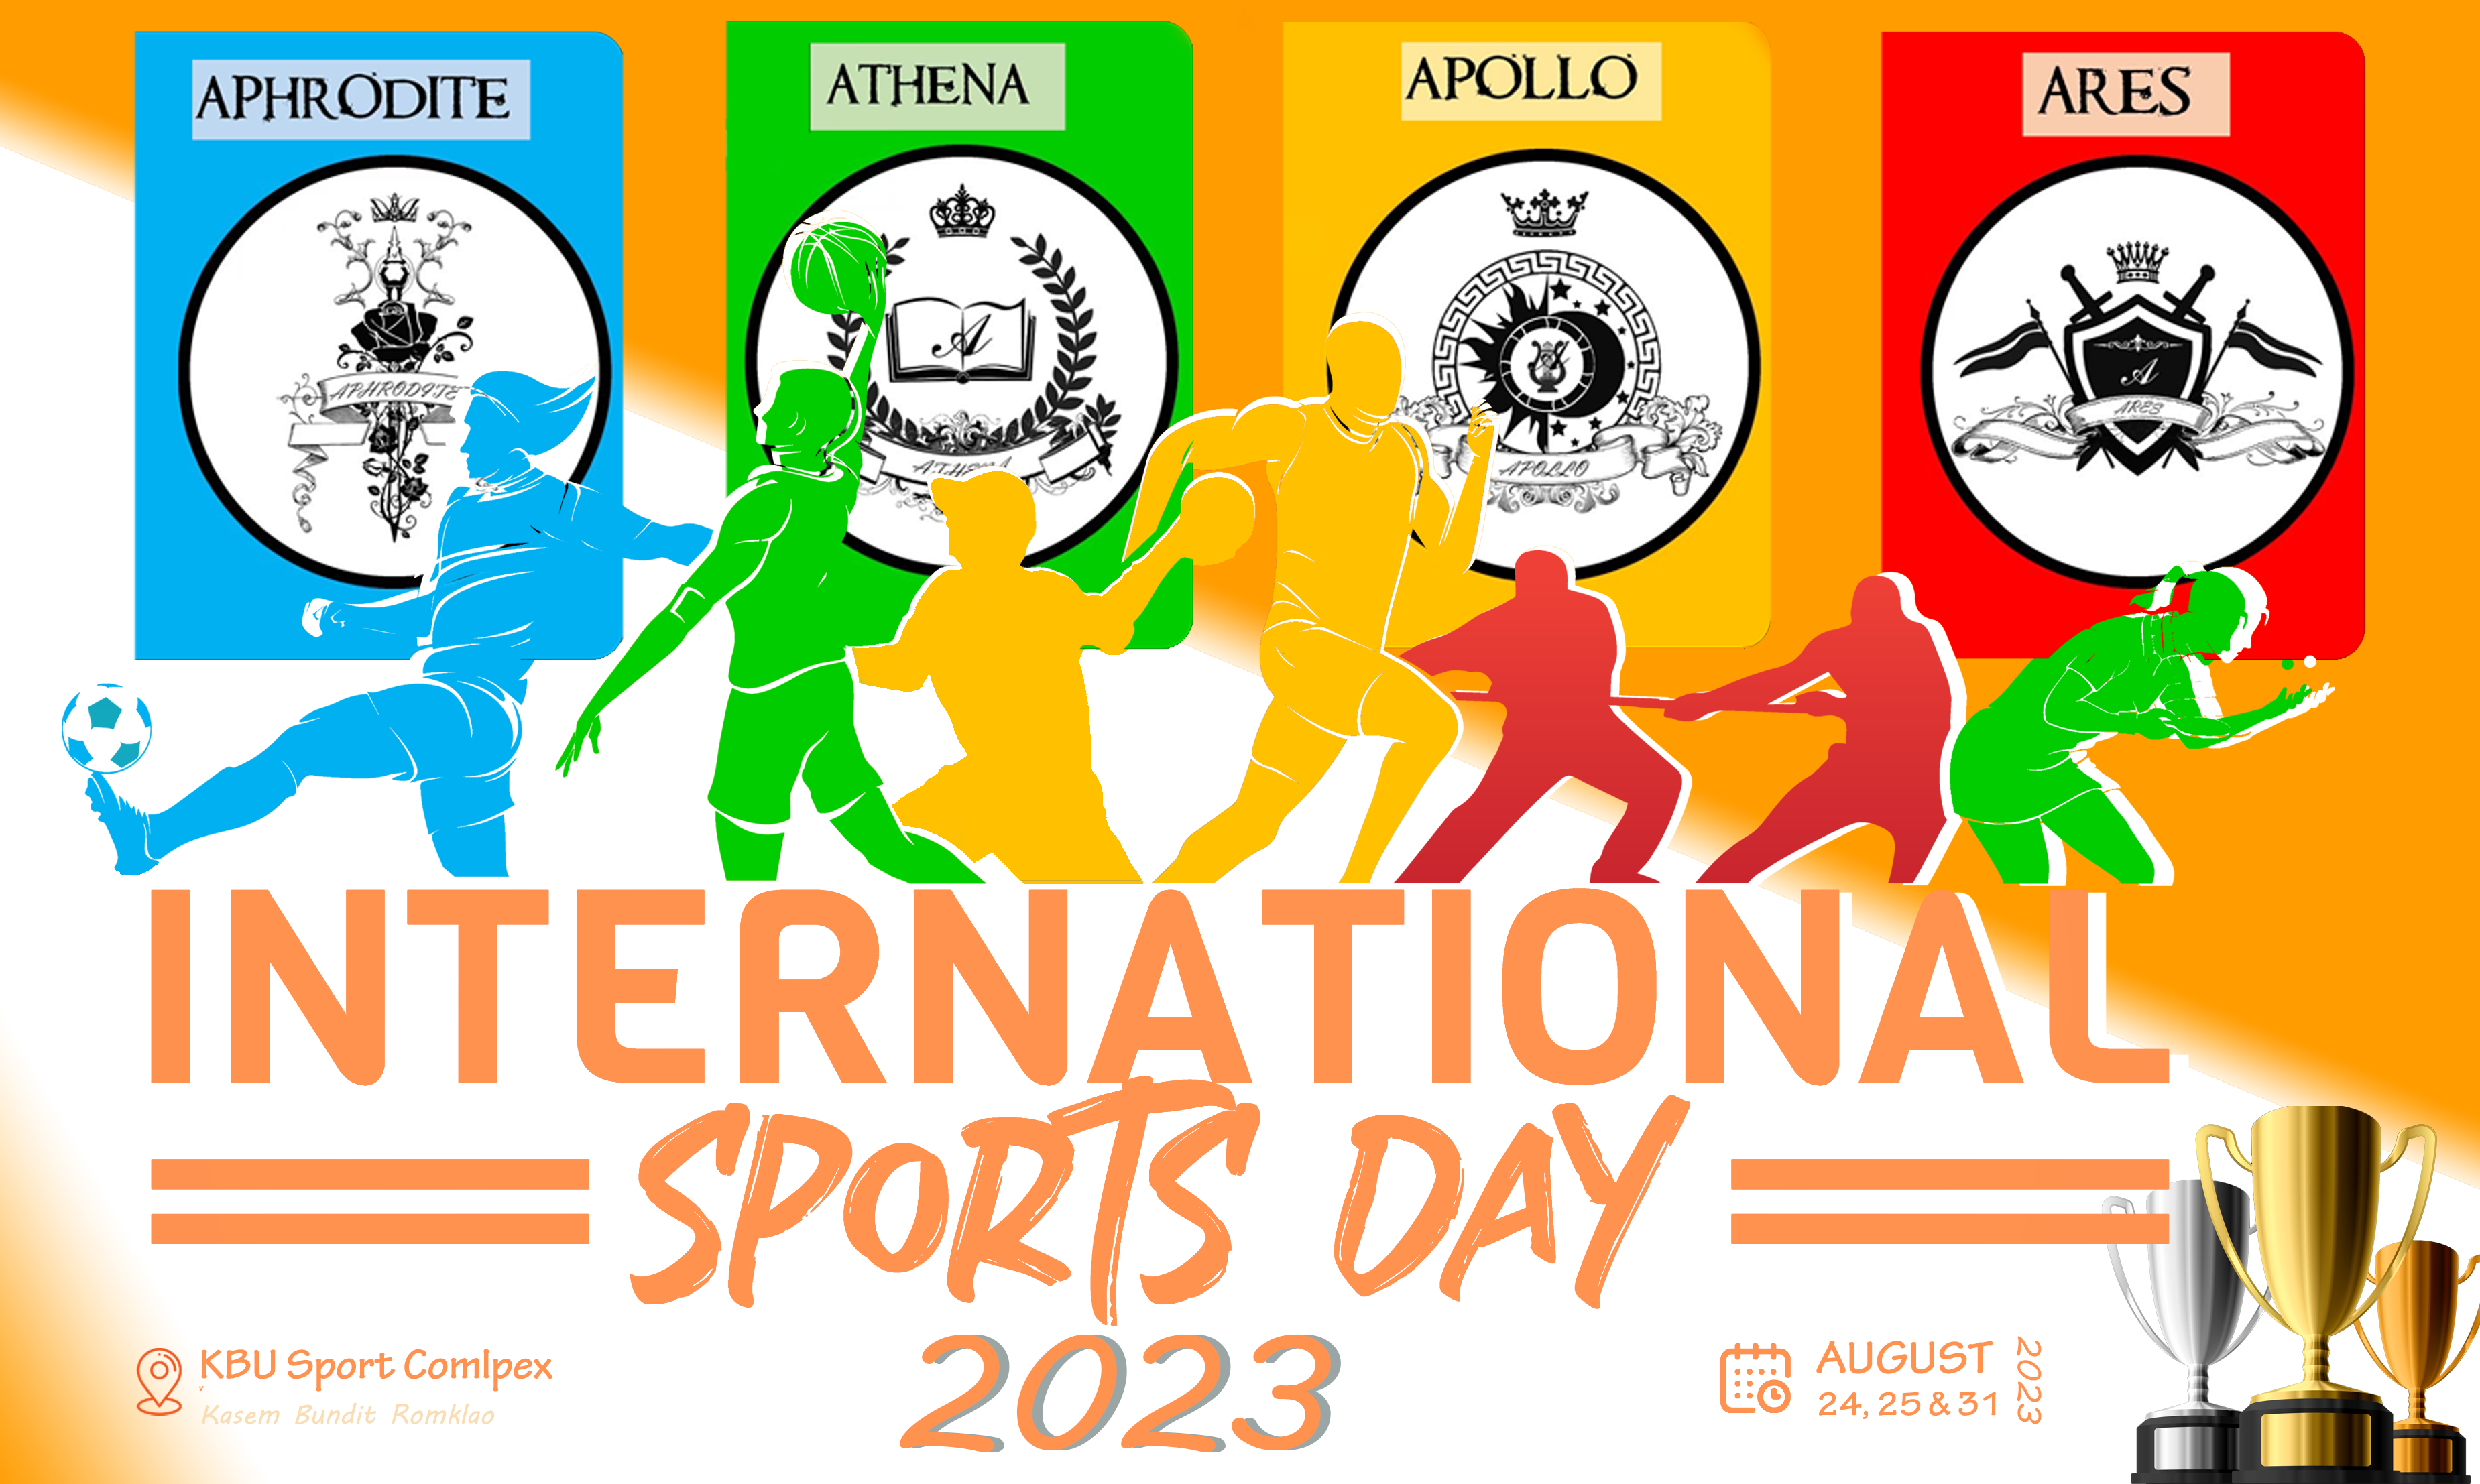 APHRODITE
ATHENA
APOLLO
ARES
APHRODITE
A
APOLLO
A
ARES
INTERNATIONAL
SPORTS DAY
2023
KBU Sport Comlpex
Kasem Bundit Romklao
AUGUST
24, 25 & 31
2023